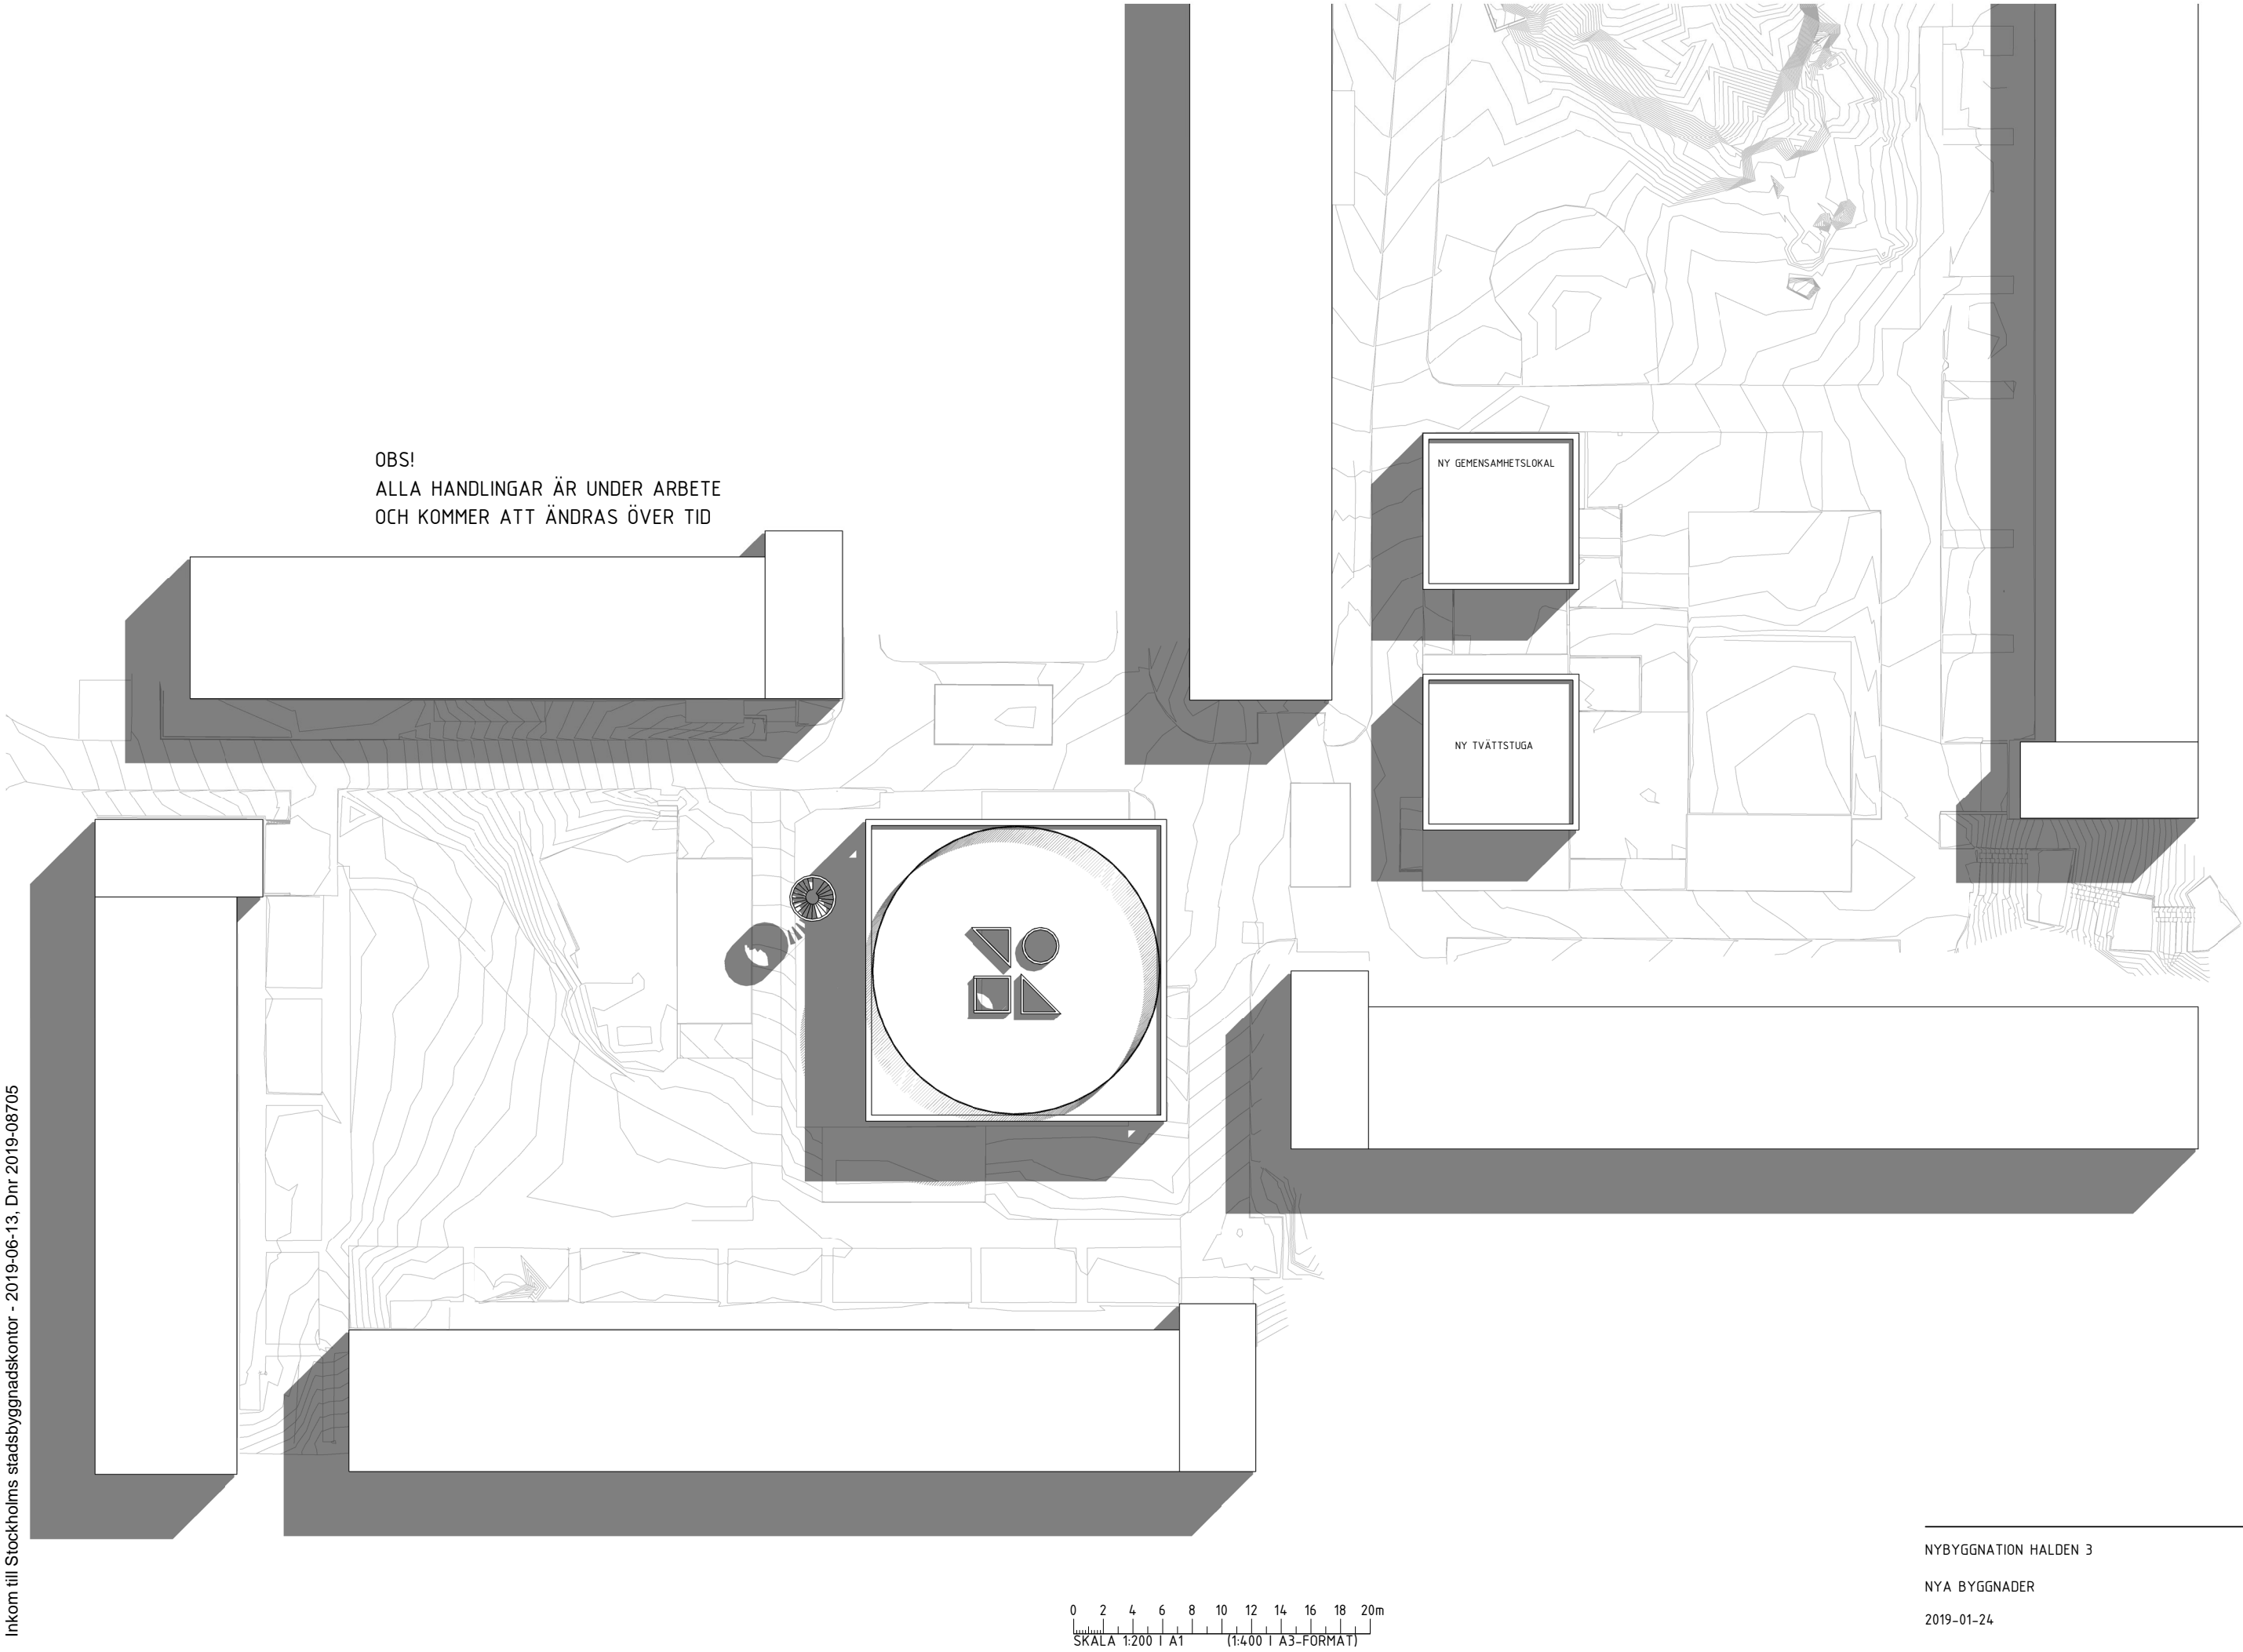 OBS!
ALLA HANDLINGAR ÄR UNDER ARBETE
OCH KOMMER ATT ÄNDRAS ÖVER TID
NY GEMENSAMHETSLOKAL
NY TVÄTTSTUGA
Inkom till Stockholms stadsbyggnadskontor - 2019-06-13, Dnr 2019-08705
0 2 4 6 8 10 12 14 16 18 20m
SKALA 1:200 I A1 (1:400 I A3-FORMAT)
NYBYGGNATION HALDEN 3
NYA BYGGNADER
2019-01-24